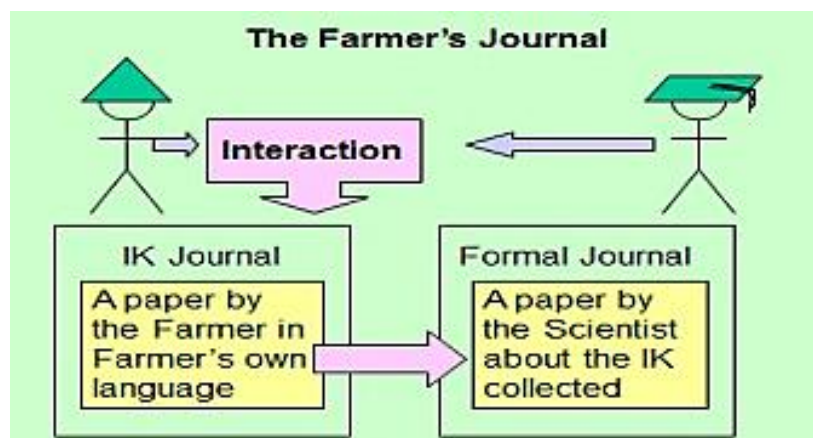 The Farmer's Journal
Interaction
IK Journal
A paper by
the Farmer in
Farmer's own
language
Formal Journal
A paper by
the Scientist
about the IK
collected